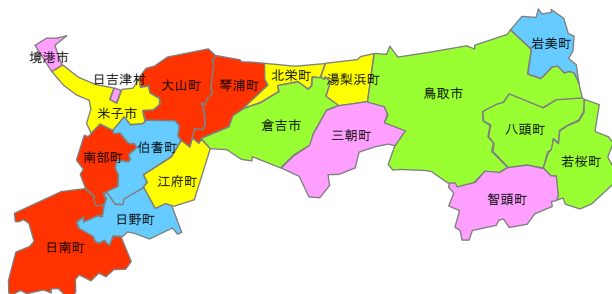 岩美町
境港市
日吉津村
大山町
琴浦町
北栄町
湯梨浜町
鳥取市
米子市
倉吉市
三朝町
八頭町
伯耆町
南部町
若桜町
江府町
智頭町
日野町
日南町